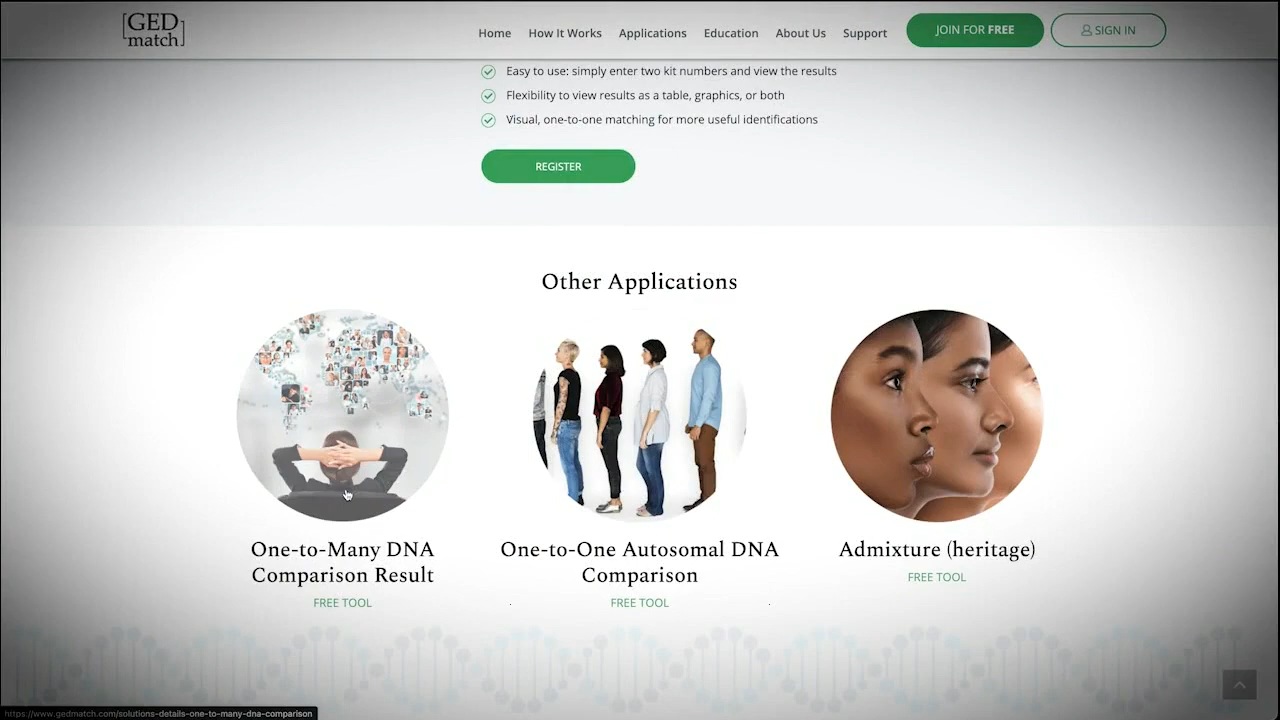 [GED
match]
Home How It Works Applications Education About Us Support JOIN FOR FREE SIGN IN
Easy to use: simply enter two kit numbers and view the results
Flexibility to view results as a table, graphics, or both
Visual, one-to-one matching for more useful identifications
REGISTER
Other Applications
One-to-Many DNA
Comparison Result
FREE TOOL
One-to-One Autosomal DNA
Comparison
FREE TOOL
Admixture (heritage)
FREE TOOL
https://www.gedmatch.com/solutions-details-one-to-many-dna-comparison